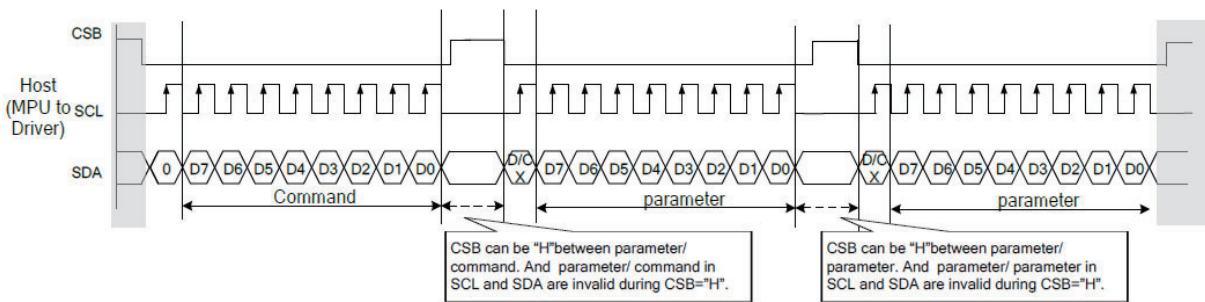 CSB
Host
(MPU to
Driver)
SCL
SDA
0 D7 D6 D5 D4 D3 D2 D1 D0 D/C X D7 D6 D5 D4 D3 D2 D1 D0 D/C X D7 D6 D5 D4 D3 D2 D1 D0
Command parameter parameter
CSB can be “H”between parameter/
command. And parameter/ command in
SCL and SDA are invalid during CSB=”H”.
CSB can be “H”between parameter/
parameter. And parameter/ parameter in
SCL and SDA are invalid during CSB=”H”.